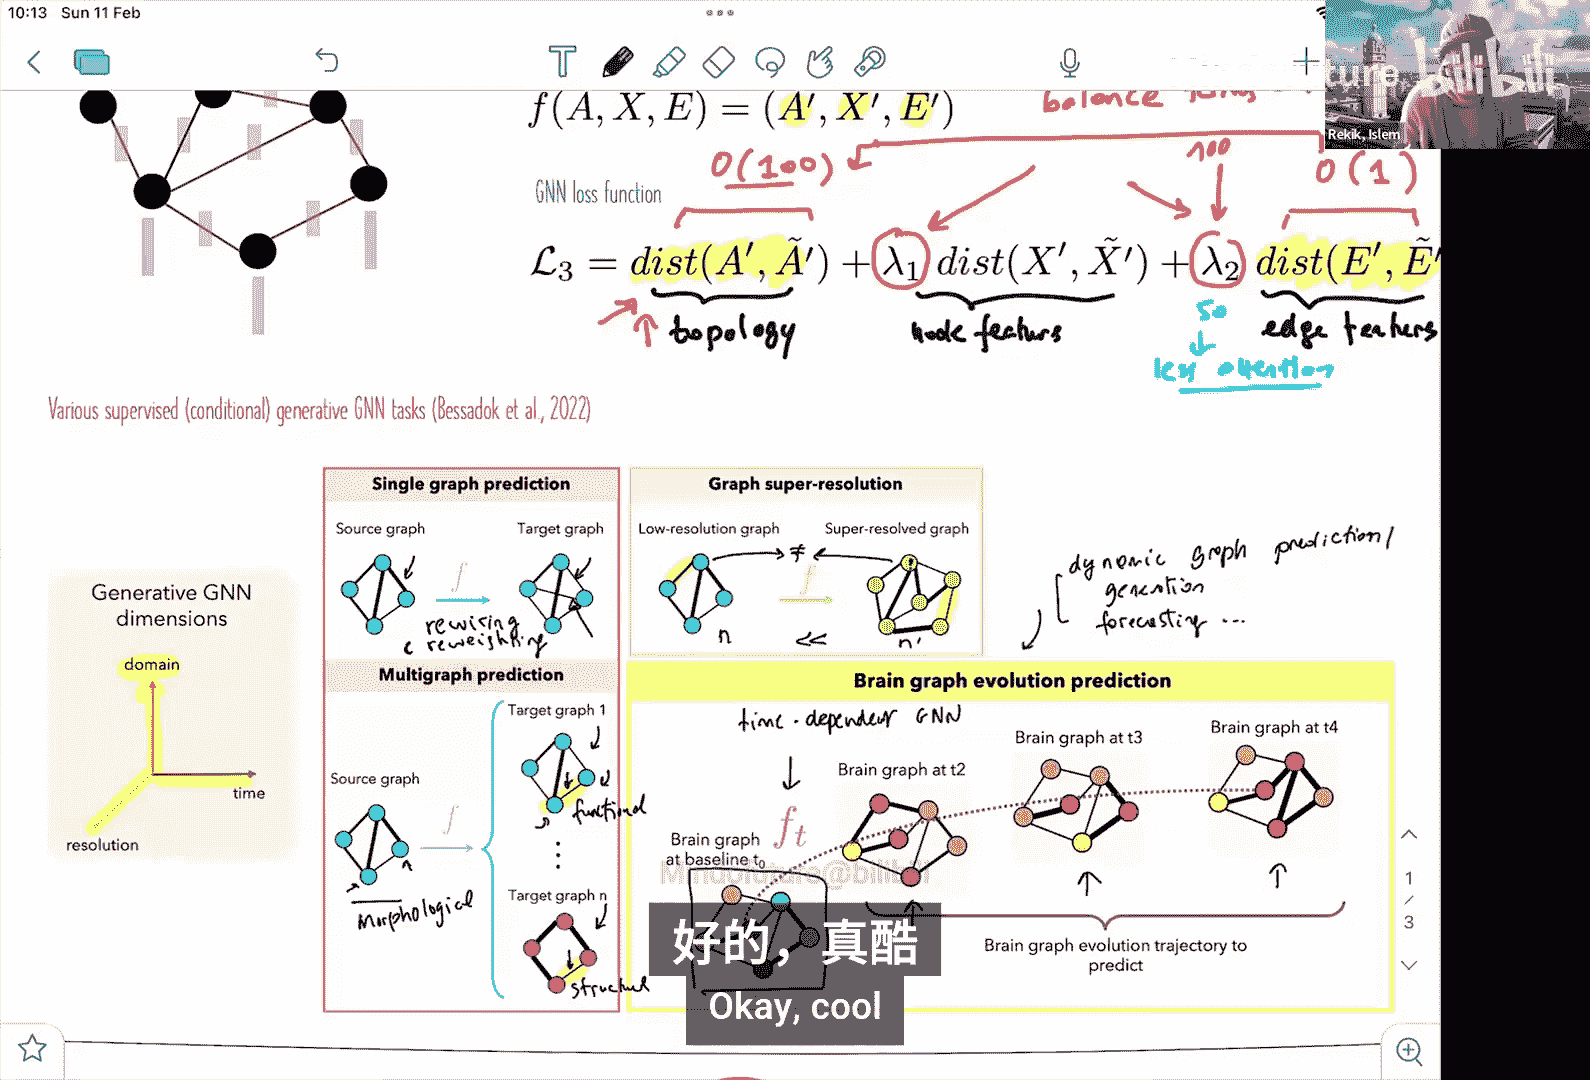 10:13 Sun 11 Feb
T
Rekik, Islem
bilibili
f(A, X, E) = (A′, X′, E′)
balance
O(100)
100
O(1)
GNN loss function
L₃ = dist(A′, Ã′) + λ₁ dist(X′, X̃′) + λ₂ dist(E′, Ẽ′
topology
node features
edge features
50
less attention
Various supervised (conditional) generative GNN tasks (Bessadok et al., 2022)
Generative GNN
dimensions
domain
time
resolution
Single graph prediction
Source graph
Target graph
f
rewiring
reweighting
Graph super-resolution
Low-resolution graph
Super-resolved graph
≠
f
n << n'
dynamic graph prediction/
generation
forecasting ...
Multigraph prediction
Source graph
f
Morphological
Target graph 1
functional
Target graph n
structural
Brain graph evolution prediction
time-dependent GNN
fₜ
Brain graph
at baseline t₀
Brain graph at t2
Brain graph at t3
Brain graph at t4
Brain graph evolution trajectory to
predict
@bilibili
好的，真酷
Okay, cool
1
/
3